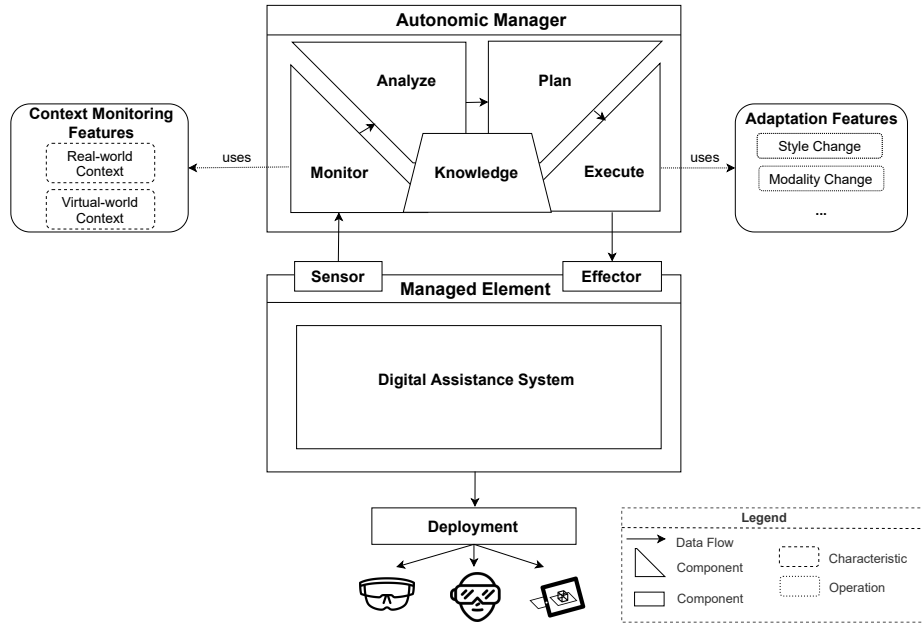 Autonomic Manager
Analyze
Plan
Monitor
Knowledge
Execute
Context Monitoring
Features
Real-world
Context
Virtual-world
Context
uses
uses
Adaptation Features
Style Change
Modality Change
...
Sensor
Effector
Managed Element
Digital Assistance System
Deployment
Legend
Data Flow
Component
Component
Characteristic
Operation